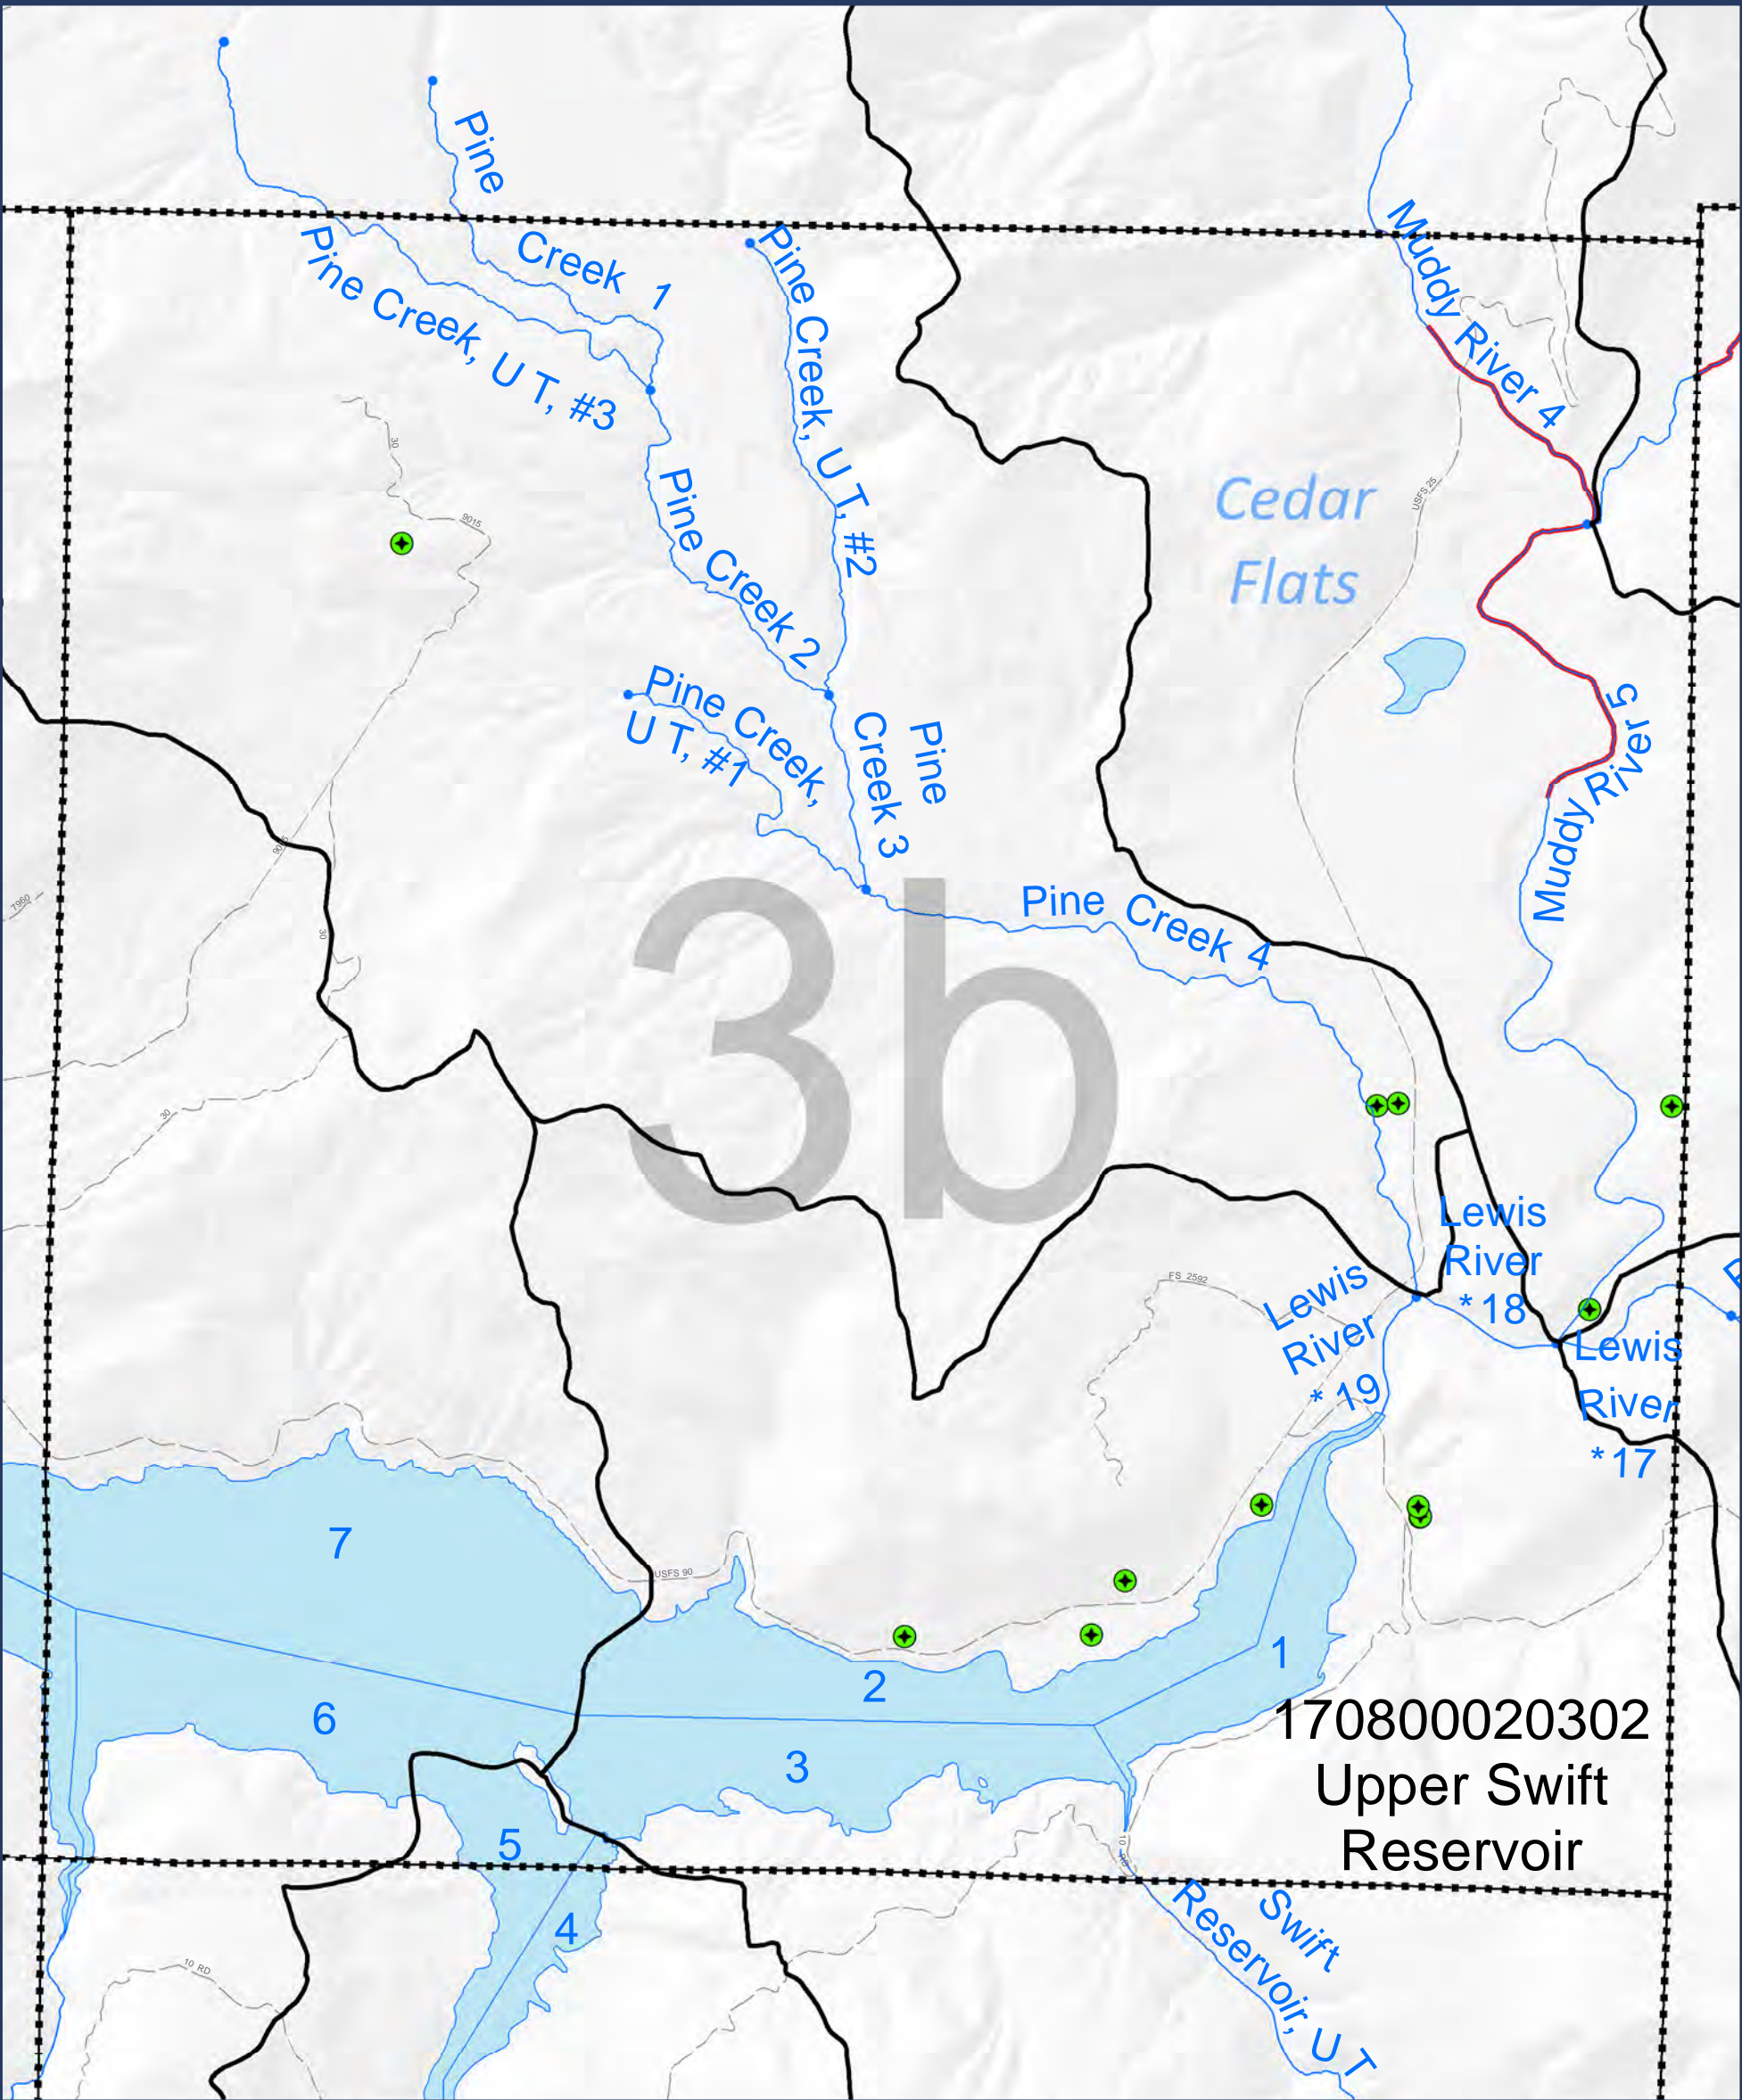 Pine
Creek 1
Pine Creek, U T, #3
Pine Creek, U T, #2
Muddy River 4
30
9015
USFS 25
Cedar
Flats
Pine Creek 2
Pine Creek,
U T, #1
Pine
Creek 3
Muddy River 5
7960
30
3b
Pine Creek 4
30
Lewis
River
*18
FS 2592
Lewis
River
* 19
Lewis
River
*17
7
USFS 90
1
2
6
3
170800020302
Upper Swift
Reservoir
5
4
Swift
Reservoir, U T
10 RD